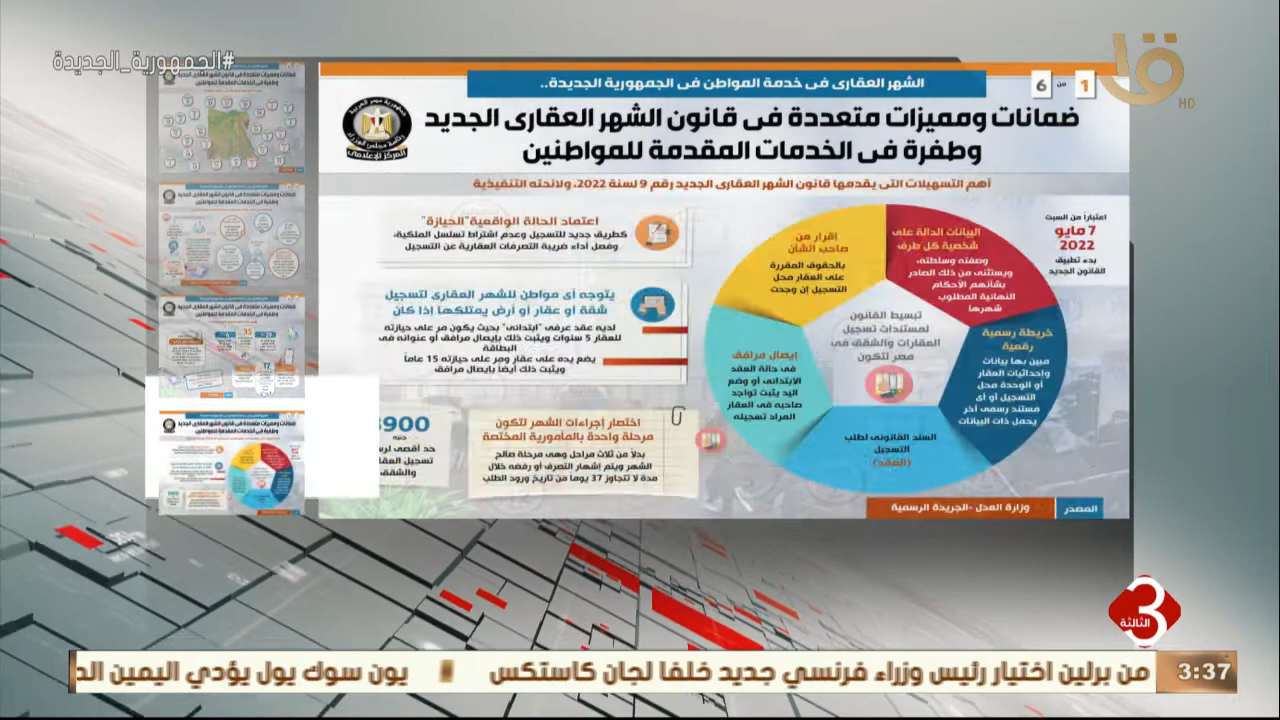 #الجمهورية_الجديدة
HD
1 من 6
الشهر العقارى فى خدمة المواطن فى الجمهورية الجديدة..
ضمانات ومميزات متعددة فى قانون الشهر العقارى الجديد
وطفرة فى الخدمات المقدمة للمواطنين
أهم التسهيلات التى يقدمها قانون الشهر العقارى الجديد رقم 9 لسنة 2022، ولائحته التنفيذية
اعتباراً من السبت
7 مايو
2022
بدء تطبيق
القانون الجديد
البيانات الدالة على
شخصية كل طرف
وصفته وسلطته،
ويستثنى من ذلك الصادر
بشأنهم الأحكام
النهائية المطلوب
شهرها
إقرار من
صاحب الشأن
بالحقوق المقررة
على العقار محل
التسجيل إن وجدت
تبسيط القانون
لمستندات تسجيل
العقارات والشقق فى
مصر لتكون
خريطة رسمية
رقمية
مبين بها بيانات
وإحداثيات العقار
أو الوحدة محل
التسجيل أو أى
مستند رسمى آخر
يحمل ذات البيانات
إيصال مرافق
فى حالة العقد
الابتدائى أو وضع
اليد يثبت تواجد
صاحبه فى العقار
المراد تسجيله
السند القانونى لطلب
التسجيل
(العقد)
اعتماد الحالة الواقعية "الحيازة"
كطريق جديد للتسجيل وعدم اشتراط تسلسل الملكية،
وفصل أداء ضريبة التصرفات العقارية عن التسجيل
يتوجه أى مواطن للشهر العقارى لتسجيل
شقة أو عقار أو أرض يمتلكها إذا كان
لديه عقد عرفى "ابتدائى" بحيث يكون مر على حيازته
للعقار 5 سنوات ويثبت ذلك بإيصال مرافق أو عنوانه فى
البطاقة
يضع يده على عقار ومر على حيازته 15 عاماً
ويثبت ذلك أيضاً بإيصال مرافق
اختصار إجراءات الشهر لتكون
مرحلة واحدة بالمأمورية المختصة
بدلاً من ثلاث مراحل وهى مرحلة صالح
الشهر ويتم إشهار التصرف أو رفضه خلال
مدة لا تتجاوز 37 يوماً من تاريخ ورود الطلب
900
جنيه
حد أقصى
تسجيل العقا
والشقق
المصدر
وزارة العدل -الجريدة الرسمية
3
الثالثة
3:37
من برلين اختيار رئيس وزراء فرنسي جديد خلفا لجان كاستكس
يون سوك يول يؤدي اليمين الد